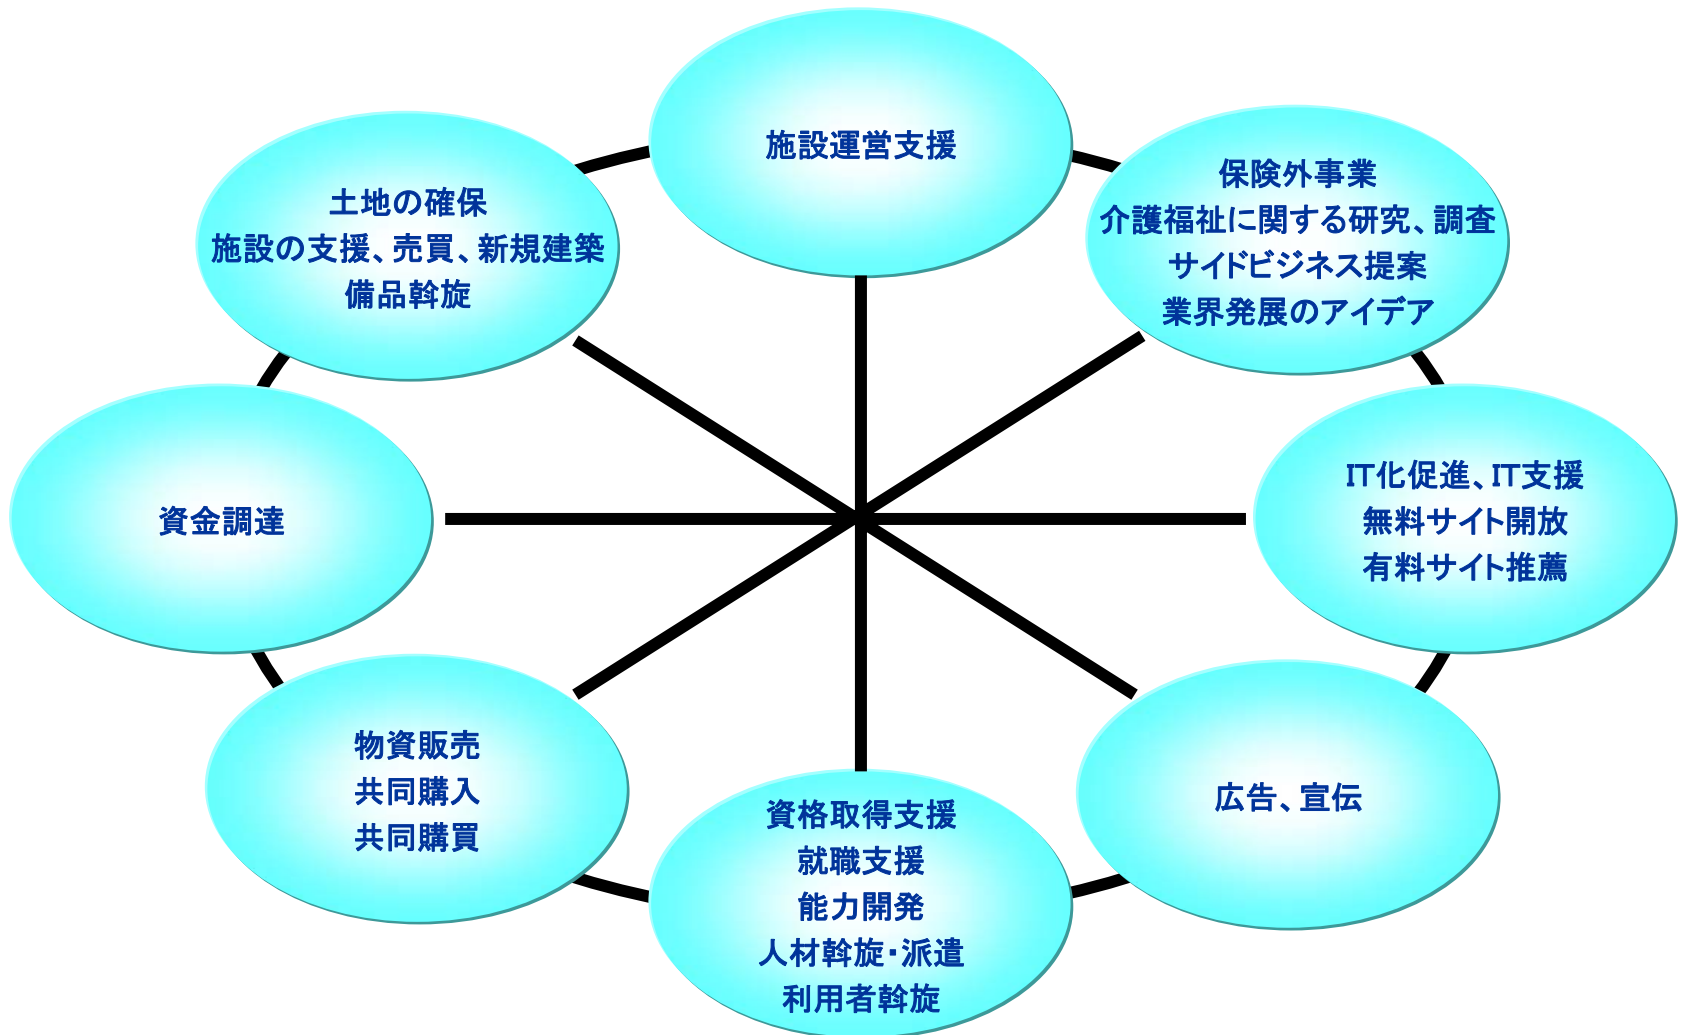 施設運営支援
保険外事業
介護福祉に関する研究、調査
サイドビジネス提案
業界発展のアイデア
IT化促進、IT支援
無料サイト開放
有料サイト推薦
広告、宣伝
資格取得支援
就職支援
能力開発
人材斡旋・派遣
利用者斡旋
物資販売
共同購入
共同購買
資金調達
土地の確保
施設の支援、売買、新規建築
備品斡旋